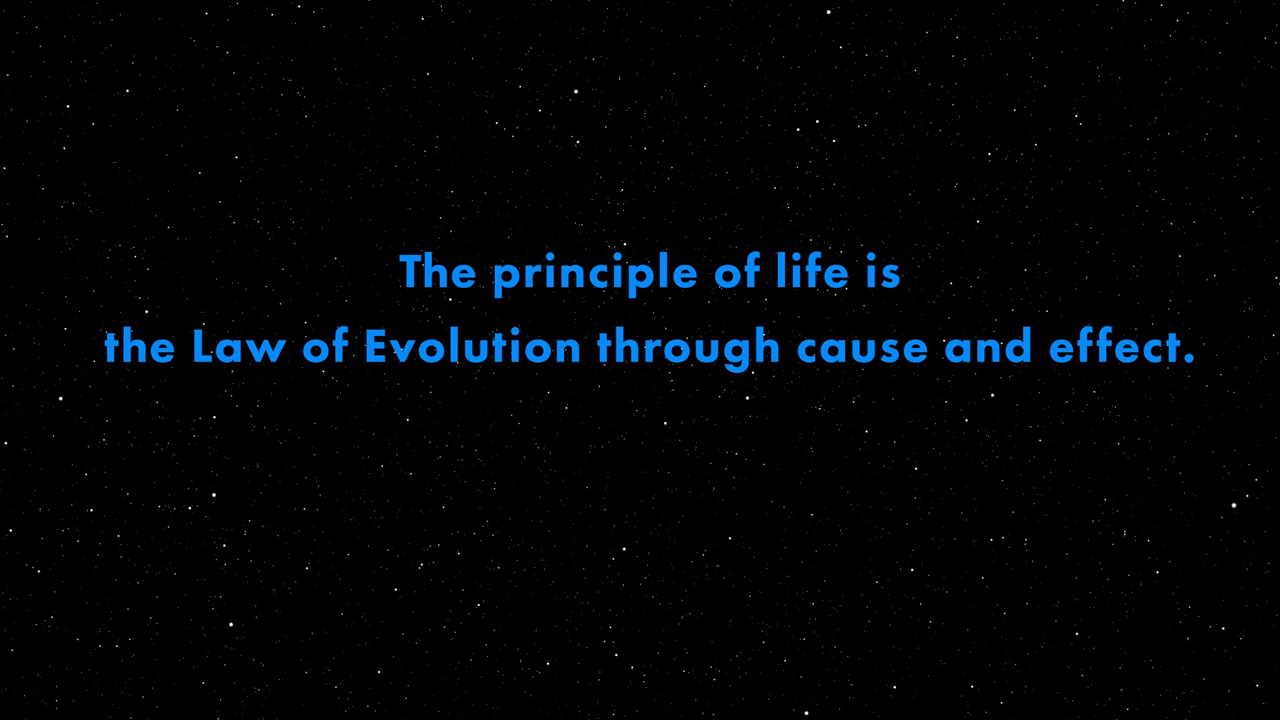 The principle of life is
the Law of Evolution through cause and effect.